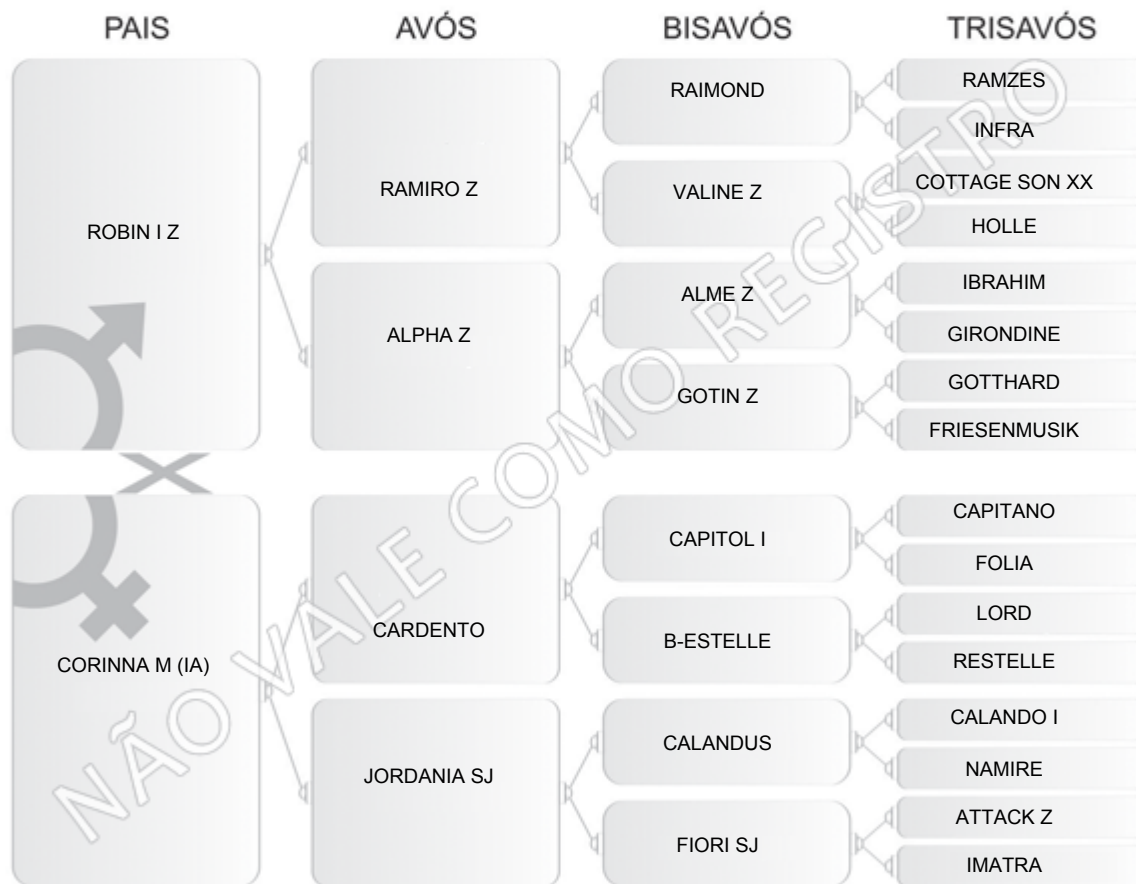 PAIS AVÓS BISAVÓS TRISAVÓS
ROBIN I Z
RAMIRO Z
ALPHA Z
RAIMOND
VALINE Z
ALME Z
GOTIN Z
RAMZES
INFRA
COTTAGE SON XX
HOLLE
IBRAHIM
GIRONDINE
GOTTHARD
FRIESENMUSIK
CORINNA M (IA)
CARDENTO
JORDANIA SJ
CAPITOL I
B-ESTELLE
CALANDUS
FIORI SJ
CAPITANO
FOLIA
LORD
RESTELLE
CALANDO I
NAMIRE
ATTACK Z
IMATRA
NÃO VALE COMO REGISTRO